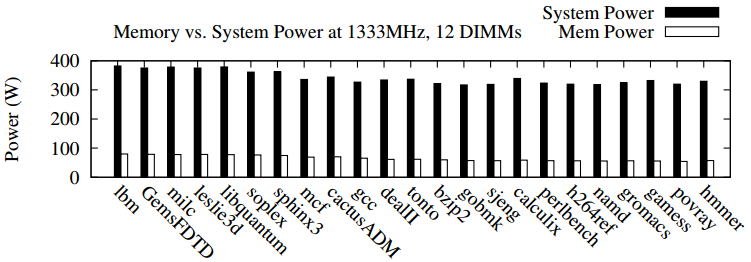 System Power
Memory vs. System Power at 1333MHz, 12 DIMMs
Mem Power
Power (W)
400
300
200
100
0
lbm
GemsFDTD
milc
leslie3d
libquantum
soplex
sphinx3
mcf
cactusADM
gcc
dealII
tonto
bzip2
gobmk
sjeng
calculix
perlbench
h264ref
namd
gromacs
gamess
povray
hmmer